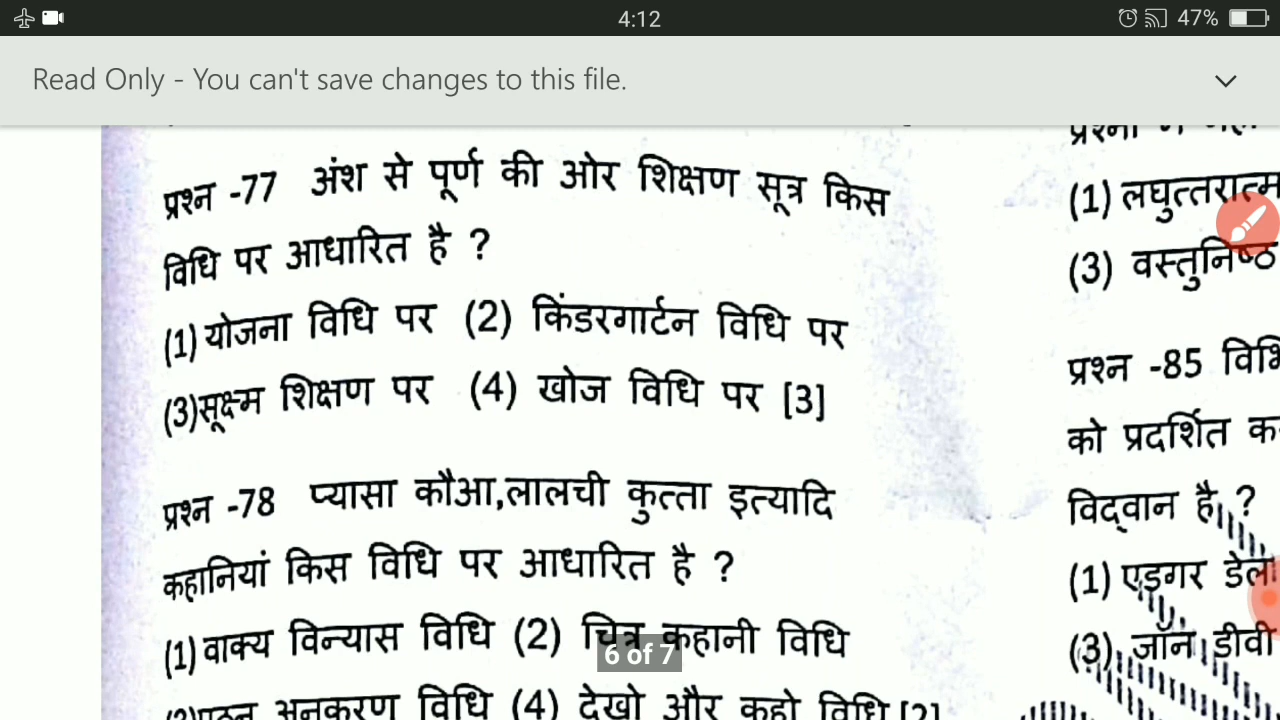 4:12
47%
Read Only - You can't save changes to this file.
प्रश्न -77 अंश से पूर्ण की ओर शिक्षण सूत्र किस
विधि पर आधारित है ?
(1) योजना विधि पर (2) किंडरगार्टन विधि पर
(3)सूक्ष्म शिक्षण पर (4) खोज विधि पर [3]
प्रश्न -78 प्यासा कौआ,लालची कुत्ता इत्यादि
कहानियां किस विधि पर आधारित है ?
(1) वाक्य विन्यास विधि (2) चित्र कहानी विधि
अनुकरण विधि (4) देखो और कहो विधि [2]
6 of 7
(1) लघुत्तरात्म
(3) वस्तुनिष्ठ
प्रश्न -85
को प्रदर्शित
विद्वान है ?
(1) एडगर डेल
(3) जॉन डीवी